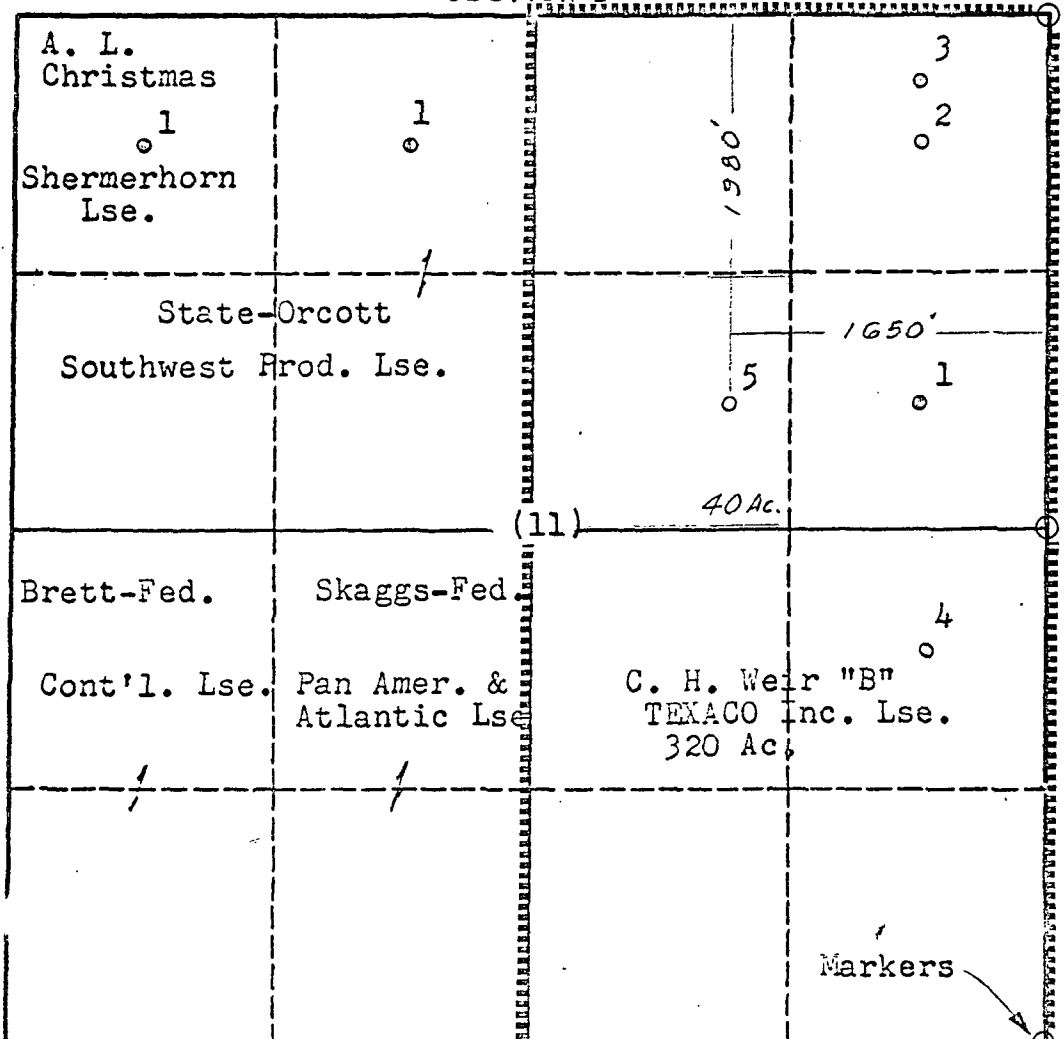 A. L.
Christmas
1
1
Shermerhorn
Lse.
3
2
1980'
State-Orcott
Southwest Prod. Lse.
1650'
5
1
40 Ac.
(11)
Brett-Fed.
Skaggs-Fed.
4
Cont'l. Lse.
Pan Amer. &
Atlantic Lse
C. H. Weir "B"
TEXACO Inc. Lse.
320 Ac.
Markers